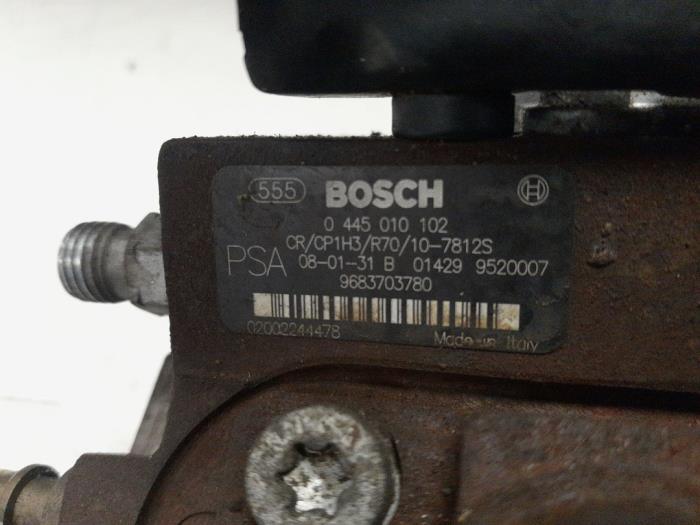 555 BOSCH
0 445 010 102
CR/CP1H3/R70/10-7812S
PSA 08-01-31 B 01429 9520007
9683703780
02002244478 Made in Italy